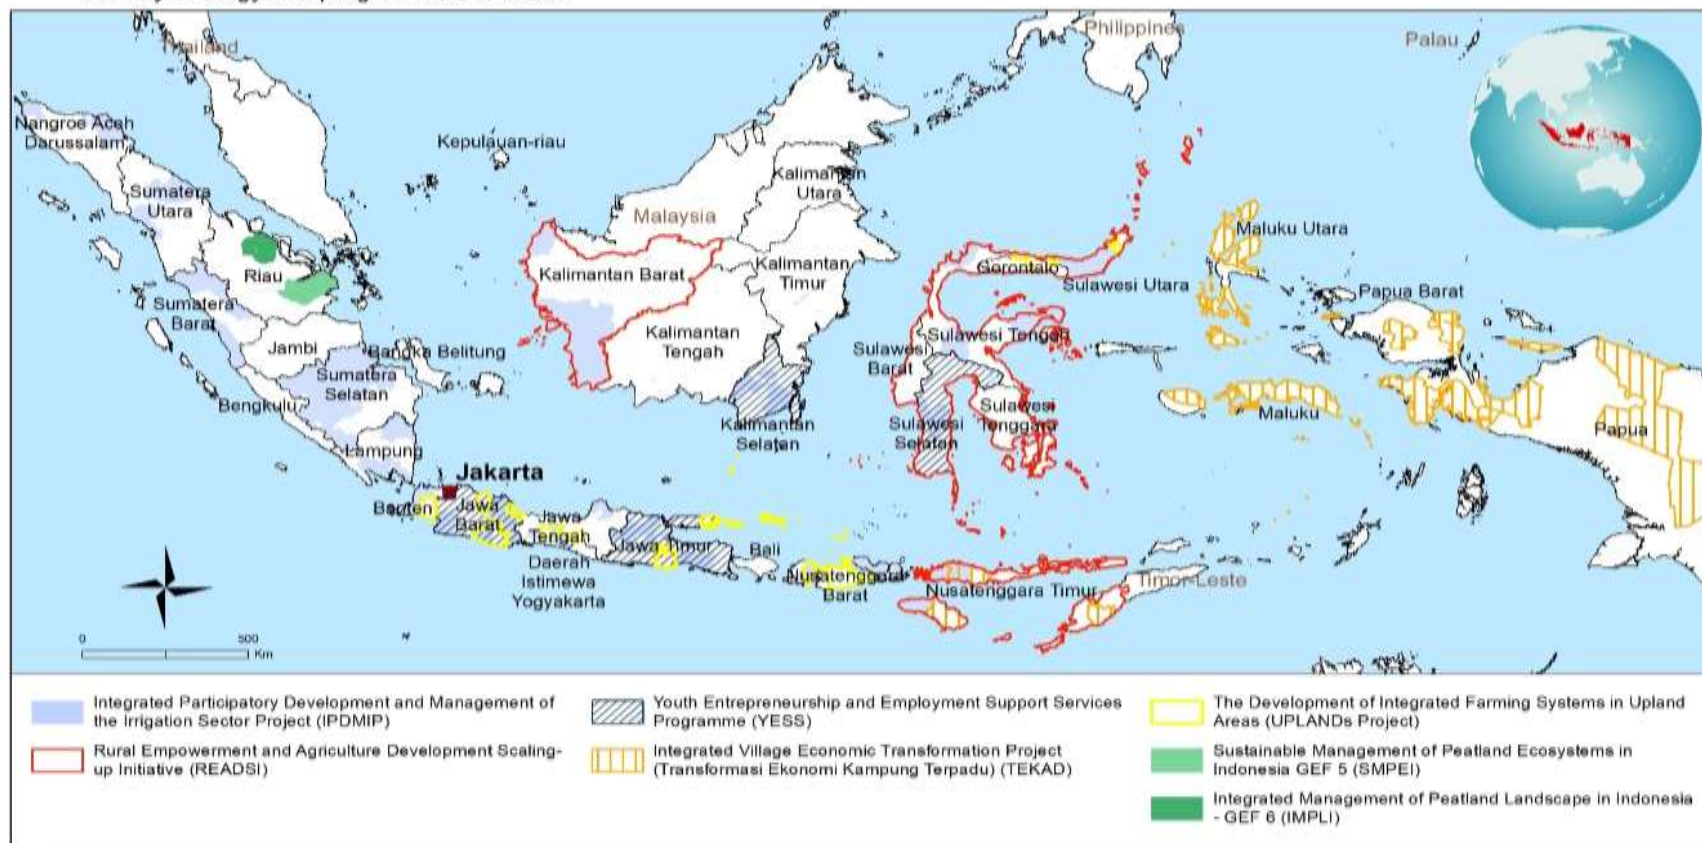 Thailand
Philippines
Palau
Nangroe Aceh
Darussalam
Kepulauan-riau
Sumatera
Utara
Kalimantan
Utara
Malaysia
Maluku Utara
Riau
Kalimantan Barat
Kalimantan
Timur
Gorontalo
Sulawesi Utara
Papua Barat
Sumatera
Barat
Kalimantan
Tengah
Sulawesi Tengah
Jambi
Bangka Belitung
Sulawesi
Barat
Sumatera
Selatan
Bengkulu
Sulawesi
Tenggara
Maluku
Kalimantan
Selatan
Sulawesi
Selatan
Papua
Lampung
Jakarta
Banten
Jawa
Barat
Jawa
Tengah
Jawa Timur
Bali
Daerah
Istimewa
Yogyakarta
Nusatenggara
Barat
Nusatenggara Timur
Timor-Leste
0 500
Km
Integrated Participatory Development and Management of
the Irrigation Sector Project (IPDMIP)
Rural Empowerment and Agriculture Development Scaling-
up Initiative (READSI)
Youth Entrepreneurship and Employment Support Services
Programme (YESS)
Integrated Village Economic Transformation Project
(Transformasi Ekonomi Kampung Terpadu) (TEKAD)
The Development of Integrated Farming Systems in Upland
Areas (UPLANDs Project)
Sustainable Management of Peatland Ecosystems in
Indonesia GEF 5 (SMPEI)
Integrated Management of Peatland Landscape in Indonesia
- GEF 6 (IMPLI)